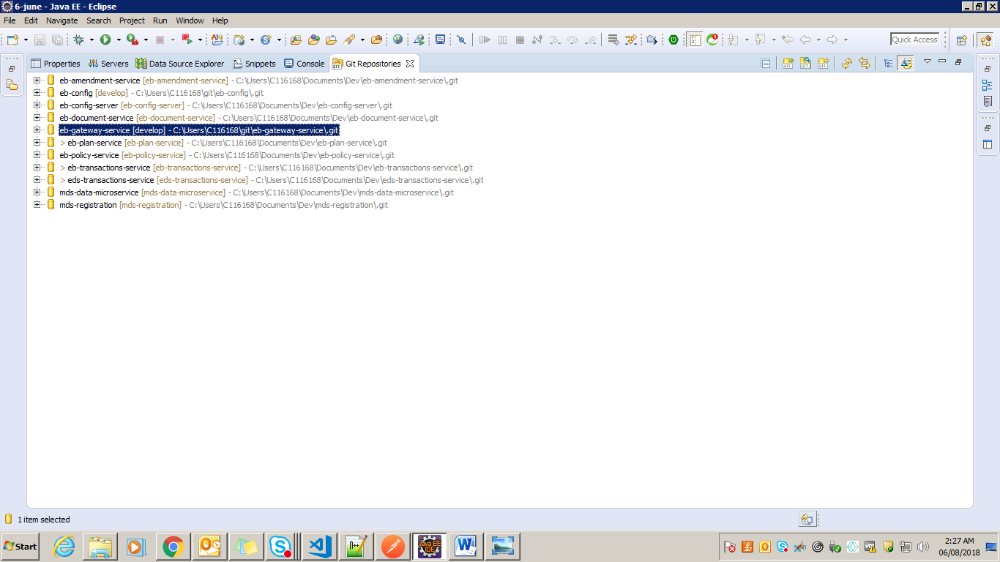 6-june - Java EE - Eclipse
File Edit Navigate Search Project Run Window Help
Quick Access
Properties Servers Data Source Explorer Snippets Console Git Repositories
eb-amendment-service [eb-amendment-service] - C:\Users\C116168\Documents\Dev\eb-amendment-service\.git
eb-config [develop] - C:\Users\C116168\git\eb-config\.git
eb-config-server [eb-config-server] - C:\Users\C116168\Documents\Dev\eb-config-server\.git
eb-document-service [eb-document-service] - C:\Users\C116168\Documents\Dev\eb-document-service\.git
eb-gateway-service [develop] - C:\Users\C116168\git\eb-gateway-service\.git
> eb-plan-service [eb-plan-service] - C:\Users\C116168\Documents\Dev\eb-plan-service\.git
eb-policy-service [eb-policy-service] - C:\Users\C116168\Documents\Dev\eb-policy-service\.git
> eb-transactions-service [eb-transactions-service] - C:\Users\C116168\Documents\Dev\eb-transactions-service\.git
> eds-transactions-service [eds-transactions-service] - C:\Users\C116168\Documents\Dev\eds-transactions-service\.git
mds-data-microservice [mds-data-microservice] - C:\Users\C116168\Documents\Dev\mds-data-microservice\.git
mds-registration [mds-registration] - C:\Users\C116168\Documents\Dev\mds-registration\.git
1 item selected
Start
Java EE
IDE
2:27 AM
06/08/2018